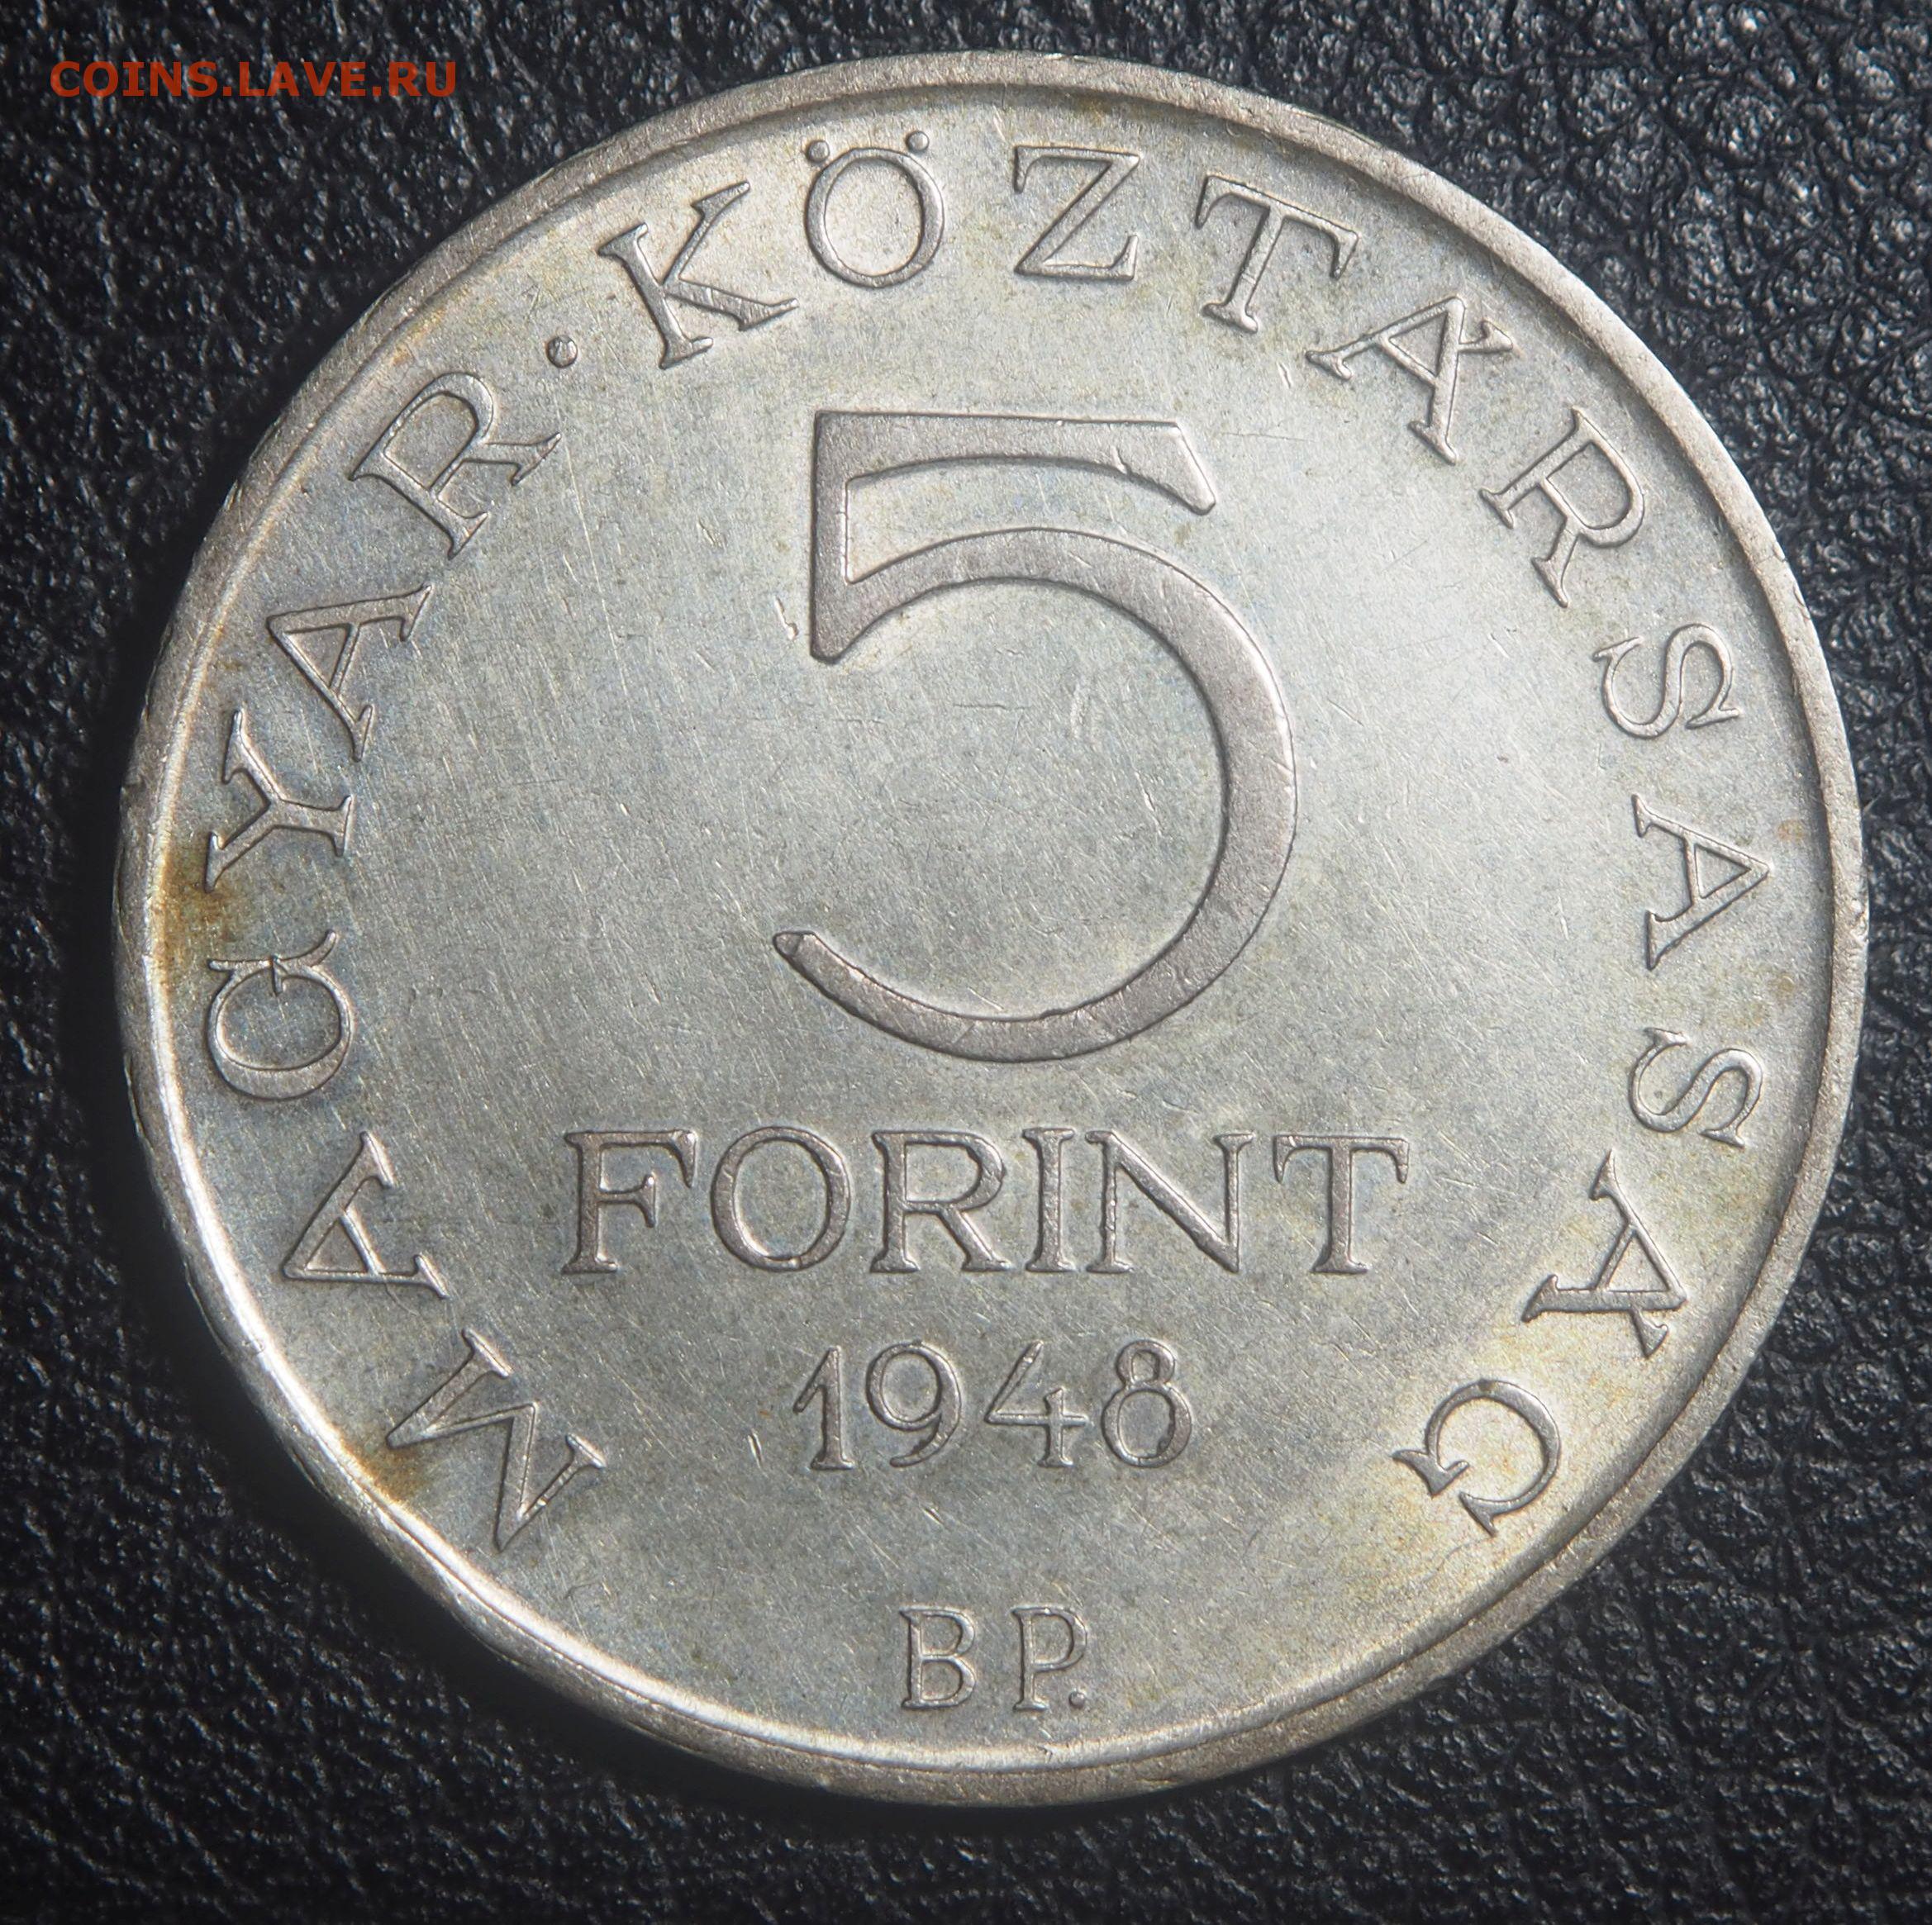 COINS.LAVE.RU
MAGYAR · KÖZTÁRSASÁG
5
FORINT
1948
BP.